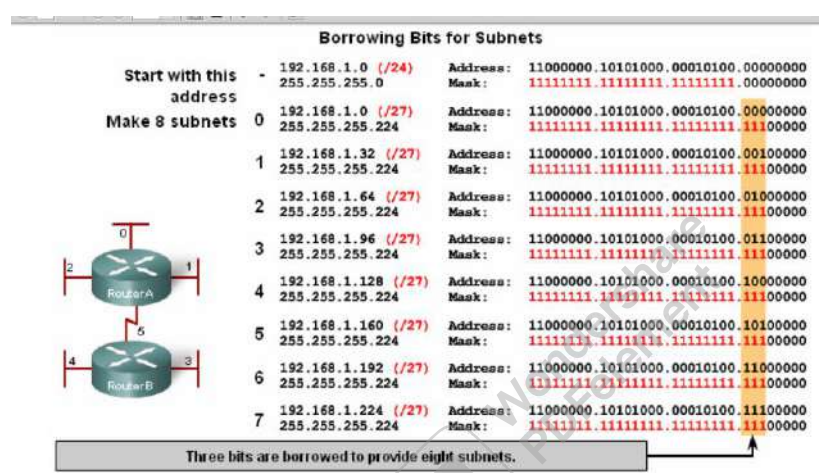 Borrowing Bits for Subnets
Start with this address
- 192.168.1.0 (/24) Address: 11000000.10101000.00010100.00000000
255.255.255.0 Mask: 11111111.11111111.11111111.00000000
Make 8 subnets
0 192.168.1.0 (/27) Address: 11000000.10101000.00010100.00000000
255.255.255.224 Mask: 11111111.11111111.11111111.11100000
1 192.168.1.32 (/27) Address: 11000000.10101000.00010100.00100000
255.255.255.224 Mask: 11111111.11111111.11111111.11100000
2 192.168.1.64 (/27) Address: 11000000.10101000.00010100.01000000
255.255.255.224 Mask: 11111111.11111111.11111111.11100000
3 192.168.1.96 (/27) Address: 11000000.10101000.00010100.01100000
255.255.255.224 Mask: 11111111.11111111.11111111.11100000
4 192.168.1.128 (/27) Address: 11000000.10101000.00010100.10000000
255.255.255.224 Mask: 11111111.11111111.11111111.11100000
5 192.168.1.160 (/27) Address: 11000000.10101000.00010100.10100000
255.255.255.224 Mask: 11111111.11111111.11111111.11100000
6 192.168.1.192 (/27) Address: 11000000.10101000.00010100.11000000
255.255.255.224 Mask: 11111111.11111111.11111111.11100000
7 192.168.1.224 (/27) Address: 11000000.10101000.00010100.11100000
255.255.255.224 Mask: 11111111.11111111.11111111.11100000
0
2 1
RouterA
5
4 3
RouterB
Three bits are borrowed to provide eight subnets.
Wondershare
PDFelement